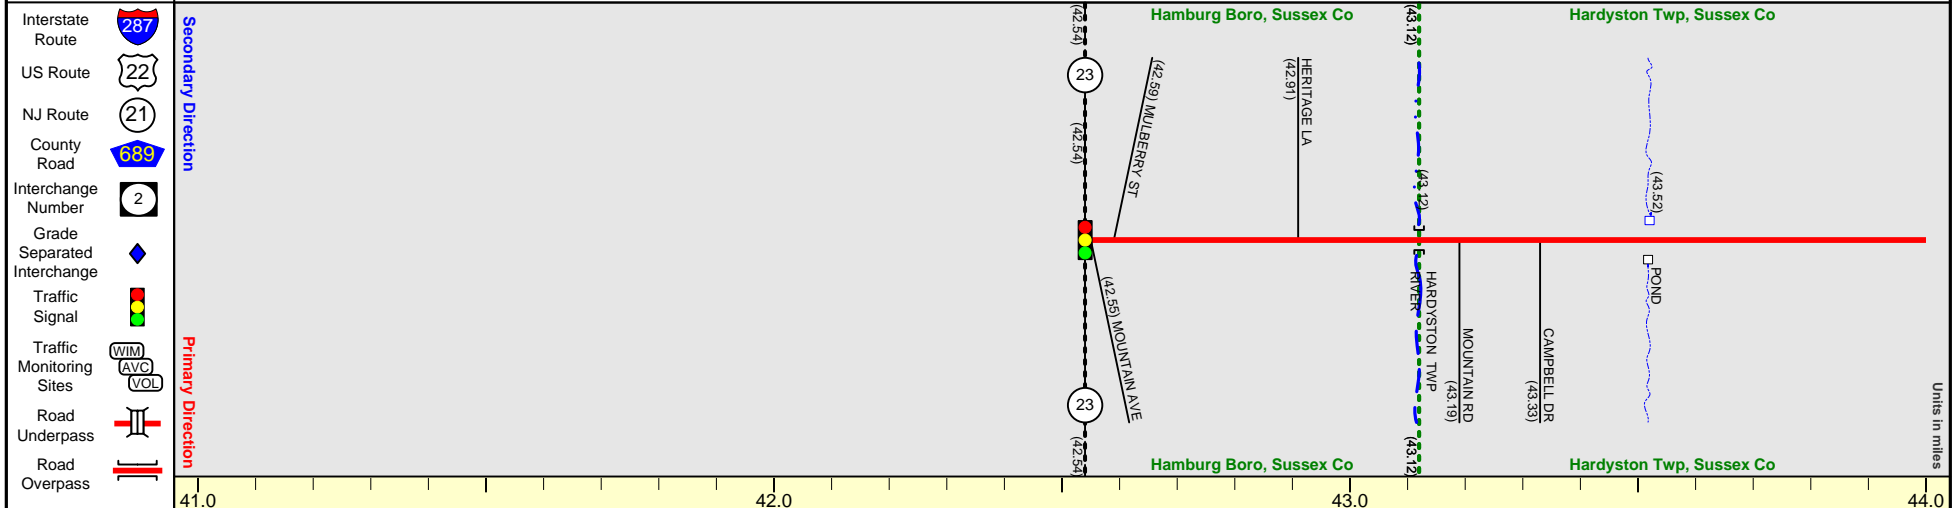 Interstate
Route
287
US Route
22
NJ Route
21
County
Road
689
Interchange
Number
2
Grade
Separated
Interchange
Traffic
Signal
Traffic
Monitoring
Sites
WIM
AVC
VOL
Road
Underpass
Road
Overpass
Secondary Direction
Primary Direction
Hamburg Boro, Sussex Co
Hardyston Twp, Sussex Co
(42.54)
23
(42.54)
(42.59) MULBERRY ST
HERITAGE LA
(42.91)
(43.12)
(43.12)
(43.52)
(42.55) MOUNTAIN AVE
23
(42.54)
HARDYSTON TWP
RIVER
(43.12)
MOUNTAIN RD
(43.19)
CAMPBELL DR
(43.33)
POND
Hamburg Boro, Sussex Co
Hardyston Twp, Sussex Co
Units in miles
41.0
42.0
43.0
44.0